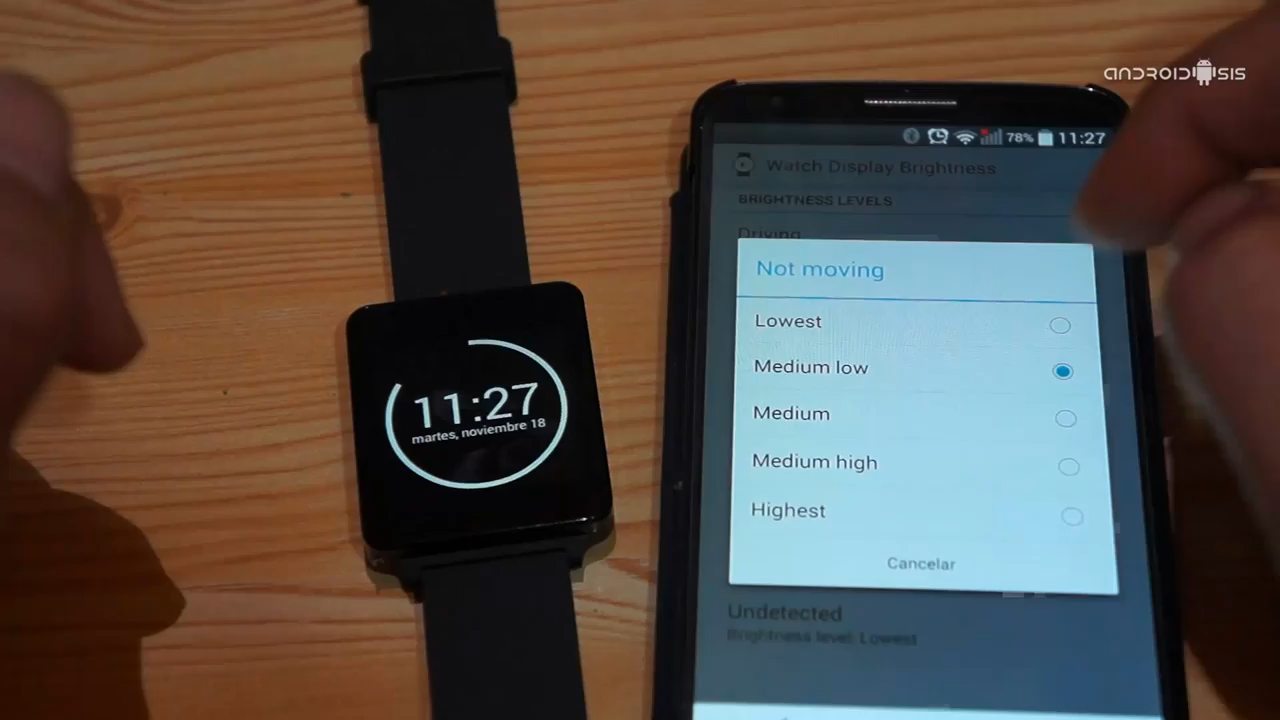 ANDROIDSIS
78% 11:27
Watch Display Brightness
BRIGHTNESS LEVELS
Driving
Not moving
Lowest
Medium low
Medium
Medium high
Highest
Cancelar
Undetected
Brightness level: Lowest
11:27
martes, noviembre 18